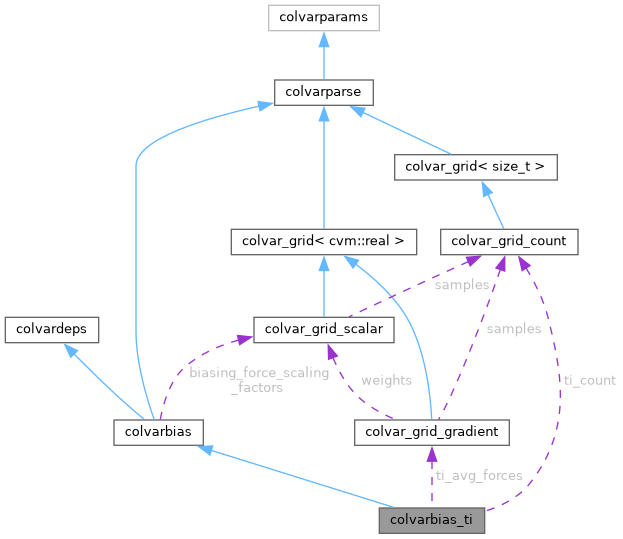 colvarparams
colvarparse
colvar_grid< size_t >
colvar_grid< cvm::real >
colvar_grid_count
samples
colvardeps
colvar_grid_scalar
samples
biasing_force_scaling
_factors
weights
ti_count
colvarbias
colvar_grid_gradient
ti_avg_forces
colvarbias_ti